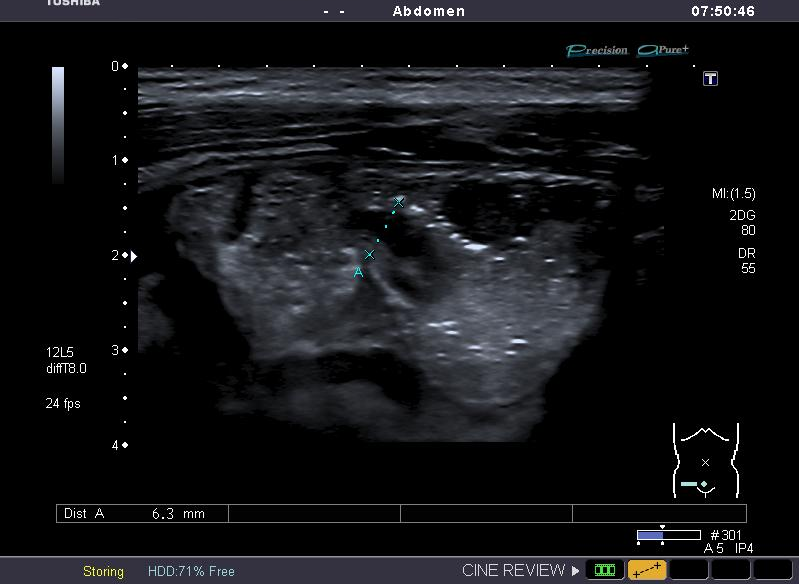 TOSHIBA
- - Abdomen 07:50:46
Precision APure+
T
0
1
2
3
4
MI:(1.5)
2DG
80
DR
55
A
12L5
diffT8.0
24 fps
Dist A 6.3 mm
#301
A 5 IP4
Storing HDD:71% Free CINE REVIEW